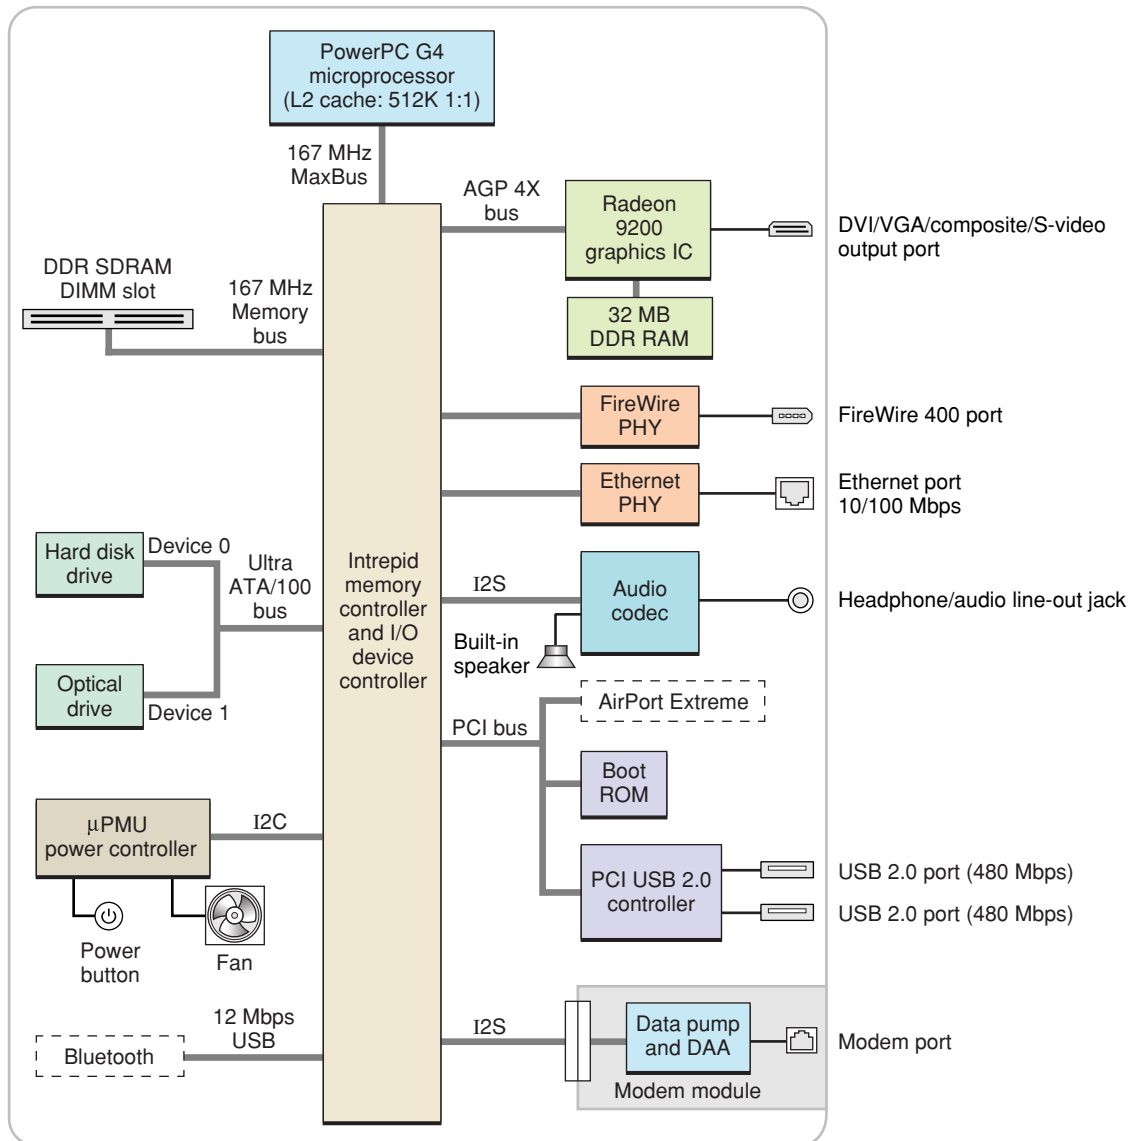 PowerPC G4
microprocessor
(L2 cache: 512K 1:1)
167 MHz
MaxBus
AGP 4X
bus
Radeon
9200
graphics IC
DVI/VGA/composite/S-video
output port
DDR SDRAM
DIMM slot
167 MHz
Memory
bus
32 MB
DDR RAM
FireWire
PHY
FireWire 400 port
Ethernet
PHY
Ethernet port
10/100 Mbps
Hard disk
drive
Device 0
Ultra
ATA/100
bus
Optical
drive
Device 1
Intrepid
memory
controller
and I/O
device
controller
I2S
Audio
codec
Headphone/audio line-out jack
Built-in
speaker
AirPort Extreme
PCI bus
Boot
ROM
µPMU
power controller
I2C
Power
button
Fan
PCI USB 2.0
controller
USB 2.0 port (480 Mbps)
USB 2.0 port (480 Mbps)
12 Mbps
USB
Bluetooth
I2S
Data pump
and DAA
Modem module
Modem port